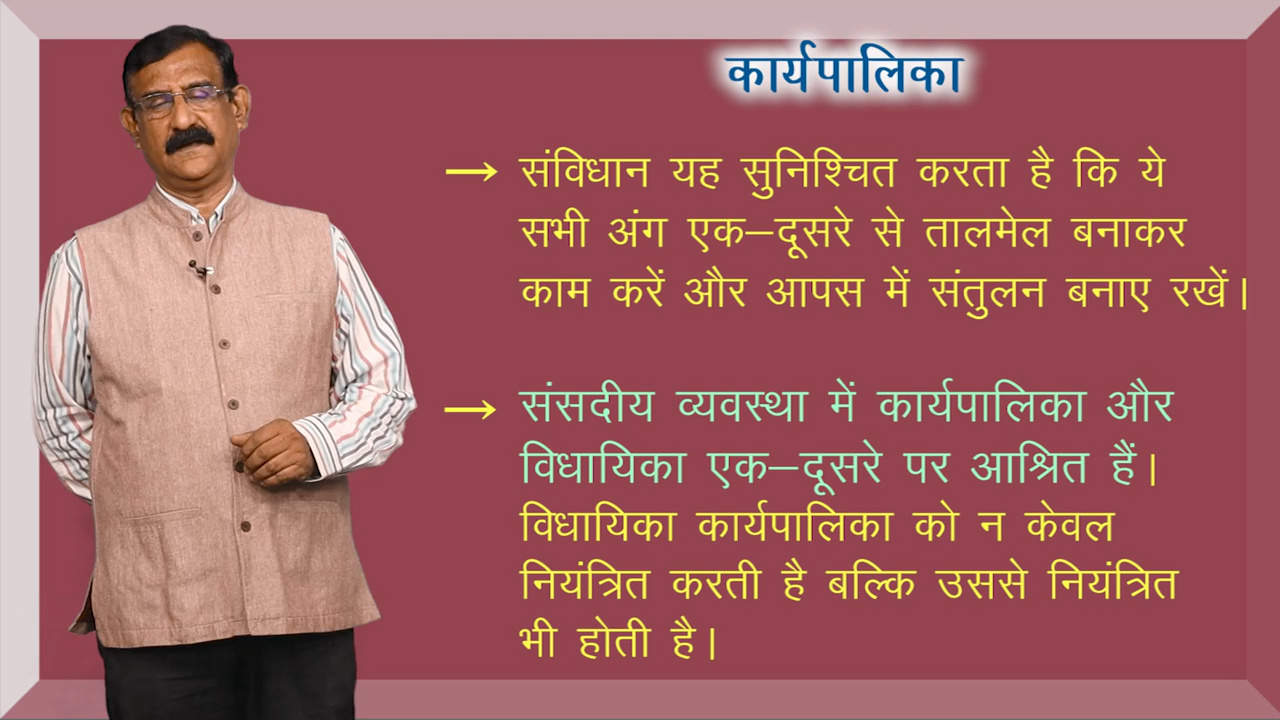 कार्यपालिका
→ संविधान यह सुनिश्चित करता है कि ये
सभी अंग एक–दूसरे से तालमेल बनाकर
काम करें और आपस में संतुलन बनाए रखें।
→ संसदीय व्यवस्था में कार्यपालिका और
विधायिका एक–दूसरे पर आश्रित हैं।
विधायिका कार्यपालिका को न केवल
नियंत्रित करती है बल्कि उससे नियंत्रित
भी होती है।